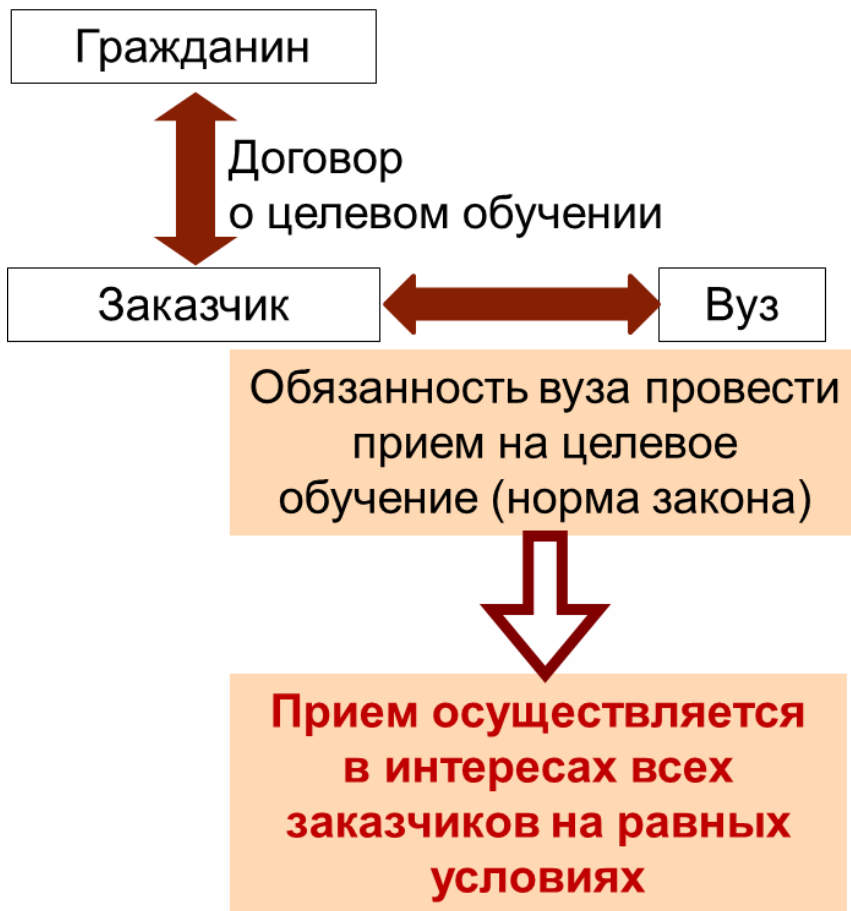 Гражданин
Договор
о целевом обучении
Заказчик
Вуз
Обязанность вуза провести
прием на целевое
обучение (норма закона)
Прием осуществляется
в интересах всех
заказчиков на равных
условиях